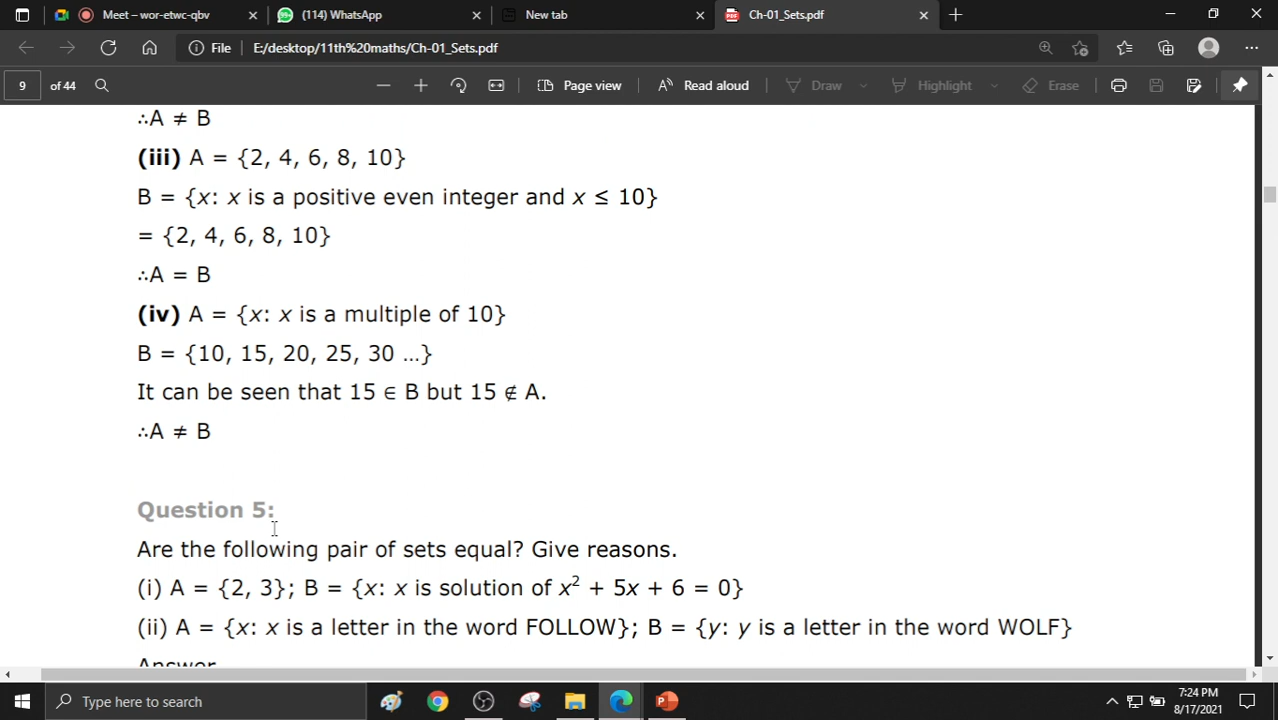 Meet – wor-etwc-qbv
(114) WhatsApp
New tab
Ch-01_Sets.pdf
File
E:/desktop/11th%20maths/Ch-01_Sets.pdf
9 of 44
Page view
Read aloud
Draw
Highlight
Erase
∴A ≠ B
(iii) A = {2, 4, 6, 8, 10}
B = {x: x is a positive even integer and x ≤ 10}
= {2, 4, 6, 8, 10}
∴A = B
(iv) A = {x: x is a multiple of 10}
B = {10, 15, 20, 25, 30 ...}
It can be seen that 15 ∈ B but 15 ∉ A.
∴A ≠ B
Question 5:
Are the following pair of sets equal? Give reasons.
(i) A = {2, 3}; B = {x: x is solution of x² + 5x + 6 = 0}
(ii) A = {x: x is a letter in the word FOLLOW}; B = {y: y is a letter in the word WOLF}
Answer
Type here to search
7:24 PM
8/17/2021